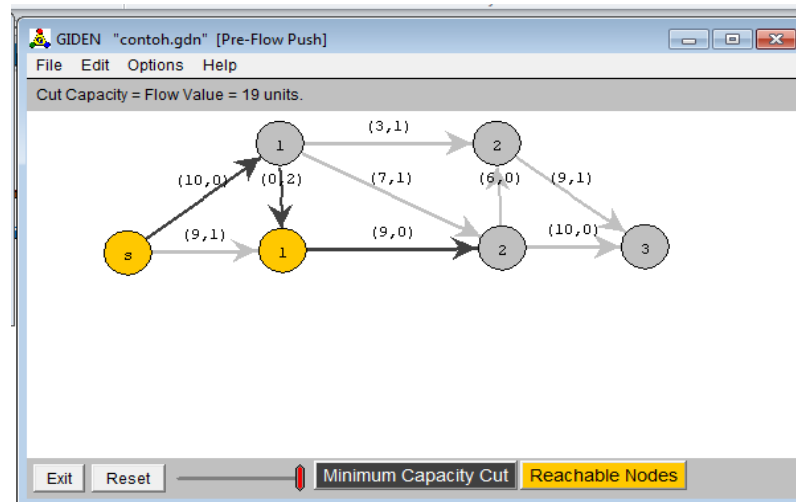 GIDEN "contoh.gdn" [Pre-Flow Push]
File Edit Options Help
Cut Capacity = Flow Value = 19 units.
(3,1)
1
2
(10,0)
(0,2)
(7,1)
(6,0)
(9,1)
(9,1)
(9,0)
(10,0)
s
1
2
3
Exit
Reset
Minimum Capacity Cut
Reachable Nodes